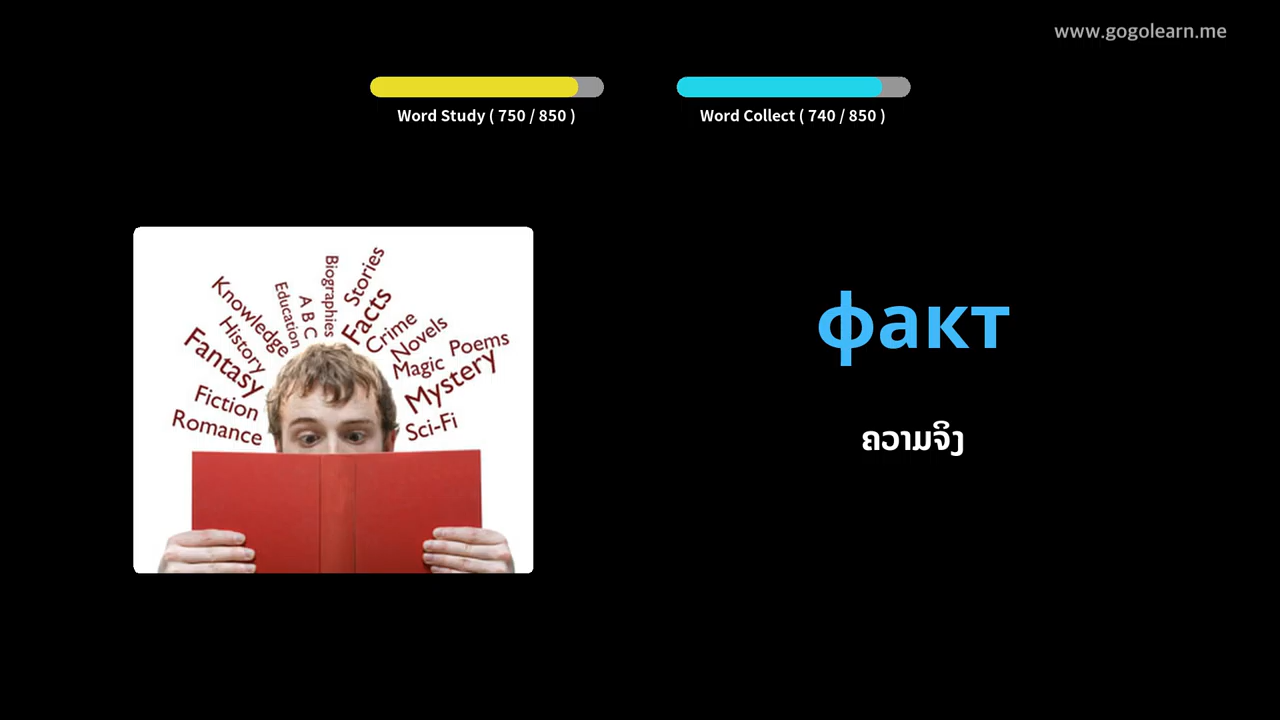 www.gogolearn.me
Word Study ( 750 / 850 )
Word Collect ( 740 / 850 )
Stories
Biographies
Facts
A B C
Education
Knowledge
Crime
Novels
History
Poems
Magic
Fantasy
Mystery
Fiction
Sci-Fi
Romance
факт
ຄວາມຈິງ